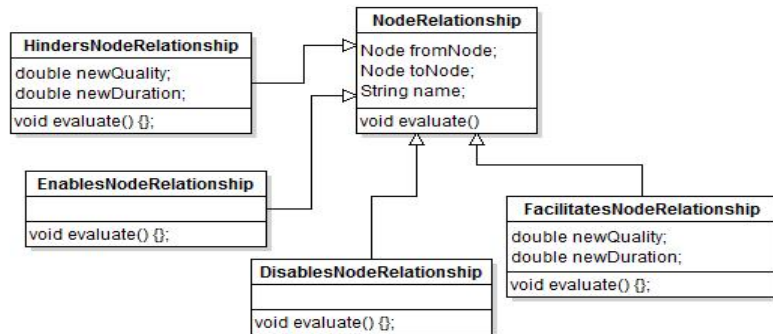 NodeRelationship
Node fromNode;
Node toNode;
String name;
void evaluate()
HindersNodeRelationship
double newQuality;
double newDuration;
void evaluate() {};
EnablesNodeRelationship
void evaluate() {};
DisablesNodeRelationship
void evaluate() {};
FacilitatesNodeRelationship
double newQuality;
double newDuration;
void evaluate() {};